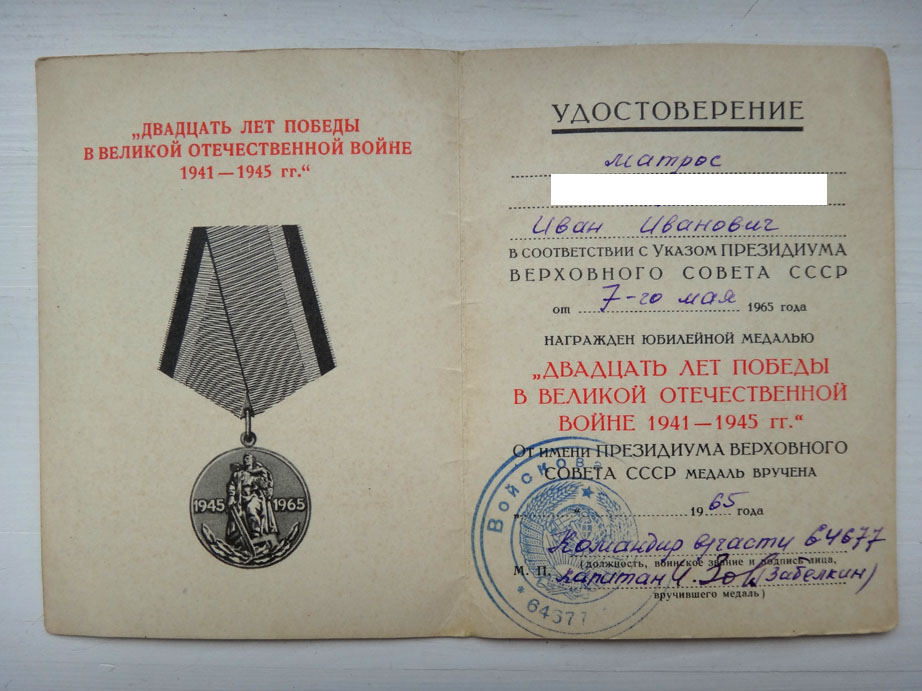 „ДВАДЦАТЬ ЛЕТ ПОБЕДЫ
В ВЕЛИКОЙ ОТЕЧЕСТВЕННОЙ ВОЙНЕ
1941—1945 гг.“
1945 1965
УДОСТОВЕРЕНИЕ
матрос
Иван Иванович
В СООТВЕТСТВИИ С УКАЗОМ ПРЕЗИДИУМА
ВЕРХОВНОГО СОВЕТА СССР
от 7-го мая 1965 года
НАГРАЖДЕН ЮБИЛЕЙНОЙ МЕДАЛЬЮ
„ДВАДЦАТЬ ЛЕТ ПОБЕДЫ
В ВЕЛИКОЙ ОТЕЧЕСТВЕННОЙ
ВОЙНЕ 1941—1945 гг.“
От имени ПРЕЗИДИУМА ВЕРХОВНОГО
СОВЕТА СССР МЕДАЛЬ ВРУЧЕНА
„ “ 1965 года
Войскова
Командир в/части 64677
(должность, воинское звание и подпись лица,
М. П. капитан (Забелкин)
вручившего медаль)
* 64677